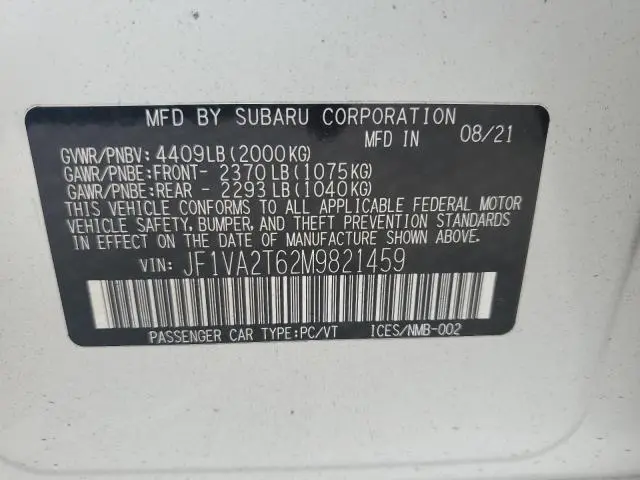 MFD BY SUBARU CORPORATION
MFD IN 08/21
GVWR/PNBV: 4409LB(2000KG)
GAWR/PNBE:FRONT- 2370LB(1075KG)
GAWR/PNBE:REAR - 2293LB(1040KG)
THIS VEHICLE CONFORMS TO ALL APPLICABLE FEDERAL MOTOR
VEHICLE SAFETY, BUMPER, AND THEFT PREVENTION STANDARDS
IN EFFECT ON THE DATE OF MANUFACTURE SHOWN ABOVE.
VIN: JF1VA2T62M9821459
PASSENGER CAR TYPE:PC/VT ICES/NMB-002